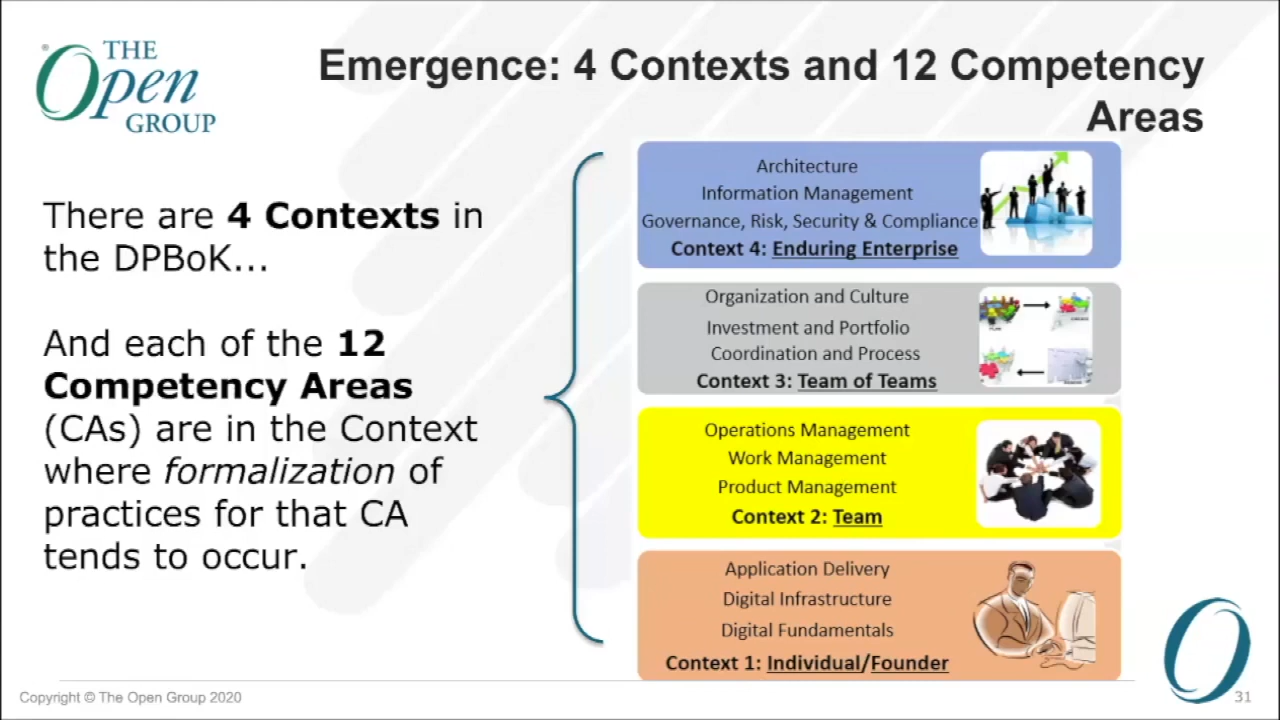 ® THE
Open
GROUP
Emergence: 4 Contexts and 12 Competency
Areas
There are 4 Contexts in
the DPBoK...
And each of the 12
Competency Areas
(CAs) are in the Context
where formalization of
practices for that CA
tends to occur.
Architecture
Information Management
Governance, Risk, Security & Compliance
Context 4: Enduring Enterprise
Organization and Culture
Investment and Portfolio
Coordination and Process
Context 3: Team of Teams
Operations Management
Work Management
Product Management
Context 2: Team
Application Delivery
Digital Infrastructure
Digital Fundamentals
Context 1: Individual/Founder
Copyright © The Open Group 2020
31